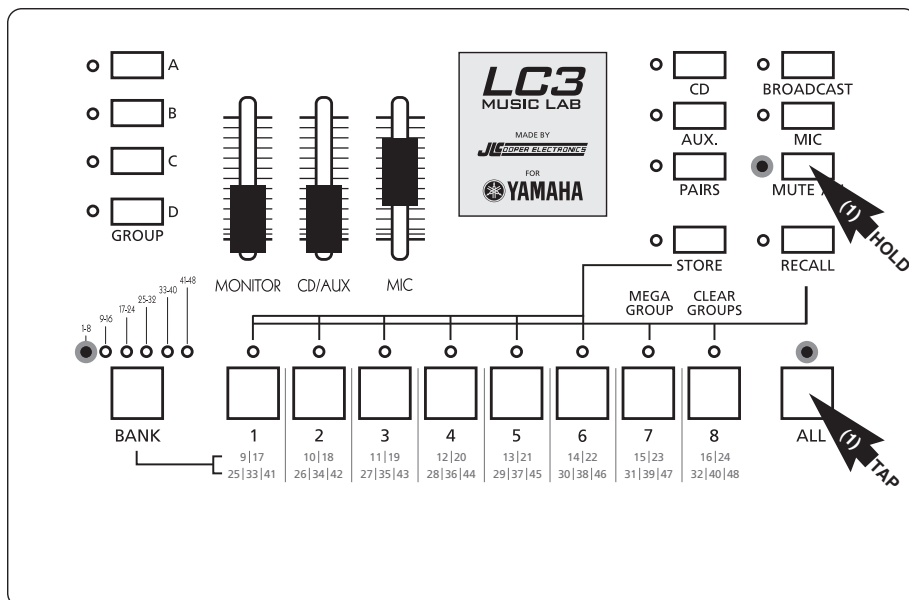 A
B
C
D
GROUP
LC3
MUSIC LAB
MADE BY
JLCOOPER ELECTRONICS
FOR
YAMAHA
CD
BROADCAST
AUX.
MIC
PAIRS
MUTE
(1) HOLD
STORE
RECALL
MONITOR
CD/AUX
MIC
MEGA
GROUP
CLEAR
GROUPS
1-8
9-16
17-24
25-32
33-40
41-48
BANK
1
2
3
4
5
6
7
8
ALL
(1) TAP
9|17
10|18
11|19
12|20
13|21
14|22
15|23
16|24
25|33|41
26|34|42
27|35|43
28|36|44
29|37|45
30|38|46
31|39|47
32|40|48